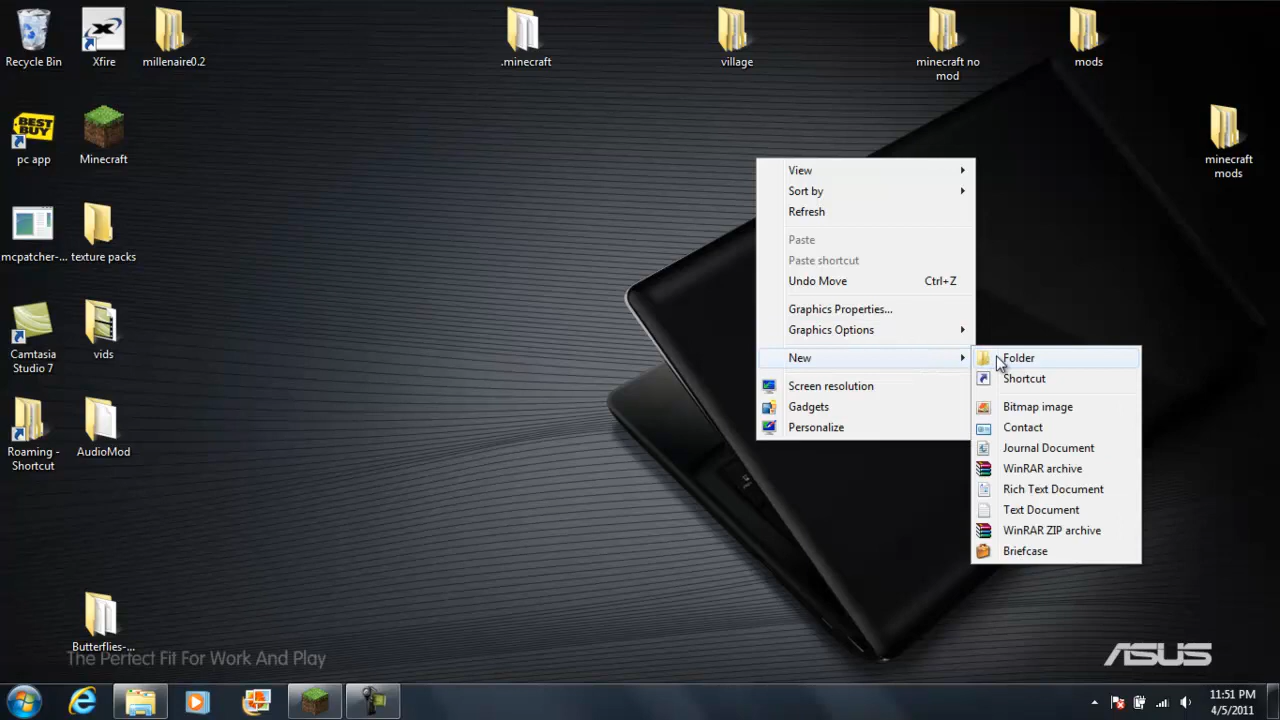 Recycle Bin
Xfire
millenaire0.2
.minecraft
village
minecraft no
mod
mods
BEST
BUY
pc app
Minecraft
minecraft
mods
mcpatcher-...
texture packs
Camtasia
Studio 7
vids
Roaming -
Shortcut
AudioMod
Butterflies-...
View
Sort by
Refresh
Paste
Paste shortcut
Undo Move Ctrl+Z
Graphics Properties...
Graphics Options
New
Screen resolution
Gadgets
Personalize
Folder
Shortcut
Bitmap image
Contact
Journal Document
WinRAR archive
Rich Text Document
Text Document
WinRAR ZIP archive
Briefcase
The Perfect Fit For Work And Play
ASUS
11:51 PM
4/5/2011